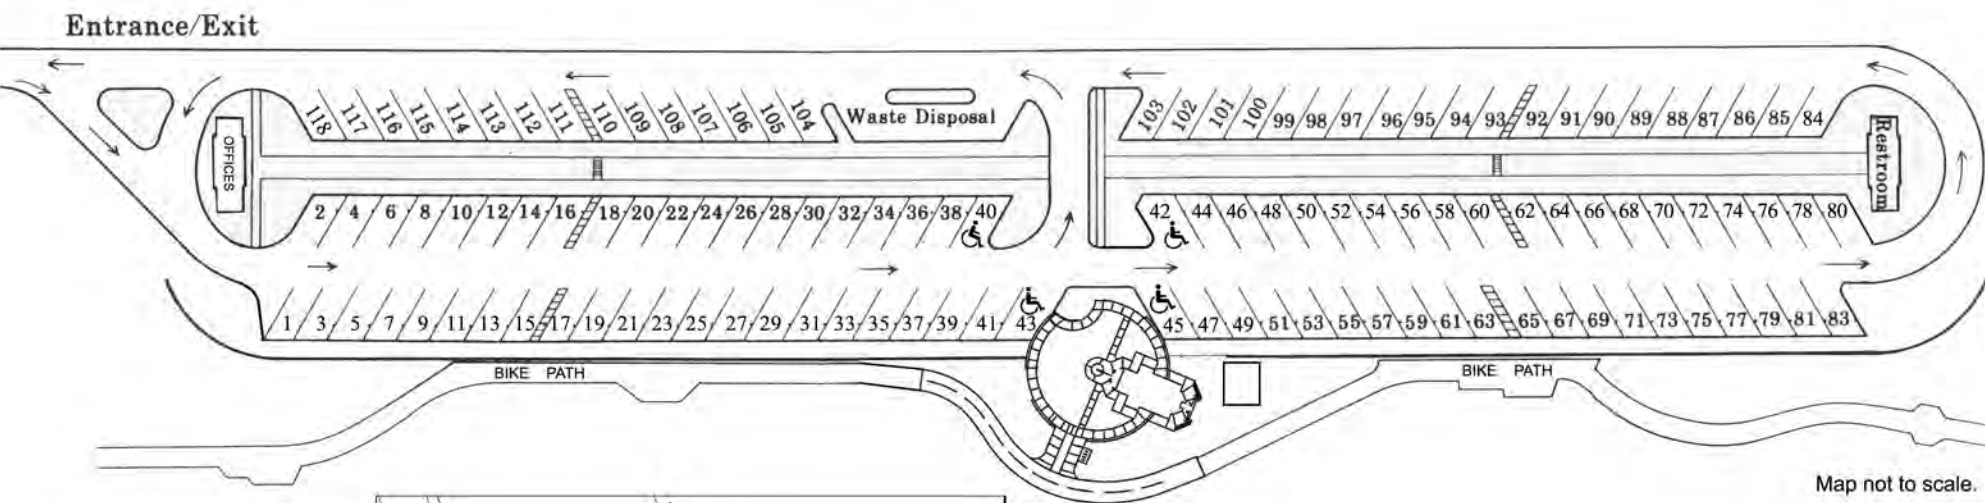 Entrance/Exit
118 117 116 115 114 113 112 111 110 109 108 107 106 105 104
Waste Disposal
103 102 101 100 99 98 97 96 95 94 93 92 91 90 89 88 87 86 85 84
OFFICES
Restroom
2 4 6 8 10 12 14 16 18 20 22 24 26 28 30 32 34 36 38 40
42 44 46 48 50 52 54 56 58 60 62 64 66 68 70 72 74 76 78 80
1 3 5 7 9 11 13 15 17 19 21 23 25 27 29 31 33 35 37 39 41 43
45 47 49 51 53 55 57 59 61 63 65 67 69 71 73 75 77 79 81 83
BIKE PATH
BIKE PATH
Map not to scale.